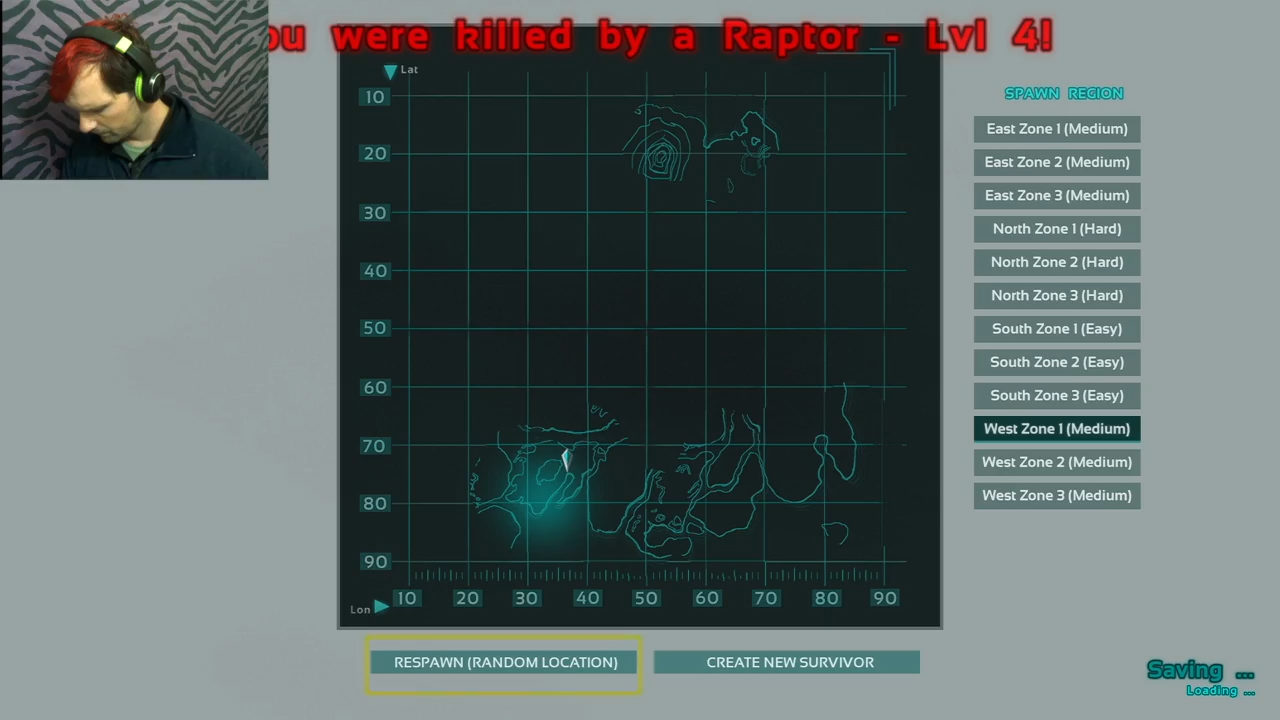 ou were killed by a Raptor - Lvl 4!
Lat
10
20
30
40
50
60
70
80
90
Lon
10 20 30 40 50 60 70 80 90
SPAWN REGION
East Zone 1 (Medium)
East Zone 2 (Medium)
East Zone 3 (Medium)
North Zone 1 (Hard)
North Zone 2 (Hard)
North Zone 3 (Hard)
South Zone 1 (Easy)
South Zone 2 (Easy)
South Zone 3 (Easy)
West Zone 1 (Medium)
West Zone 2 (Medium)
West Zone 3 (Medium)
RESPAWN (RANDOM LOCATION)
CREATE NEW SURVIVOR
Saving ...
Loading ...